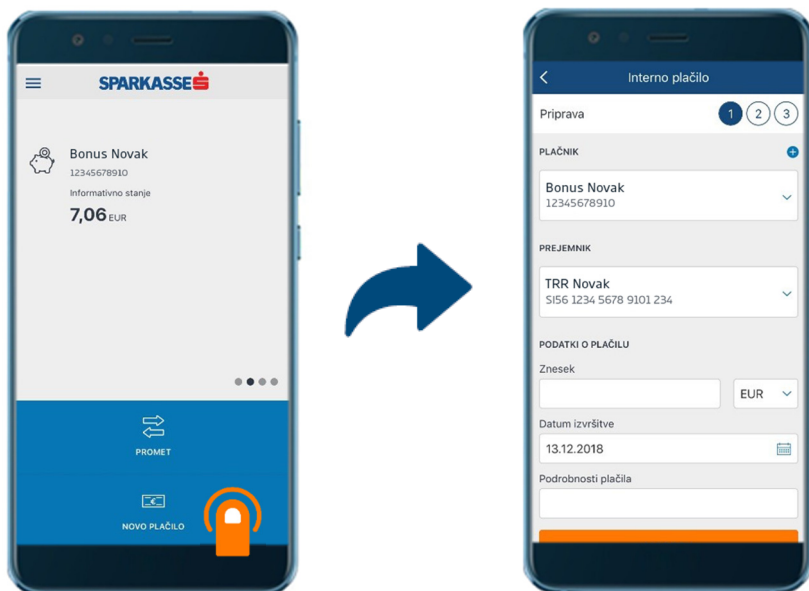 SPARKASSE
Bonus Novak
12345678910
Informativno stanje
7,06 EUR
PROMET
NOVO PLAČILO
Interno plačilo
Priprava 1 2 3
PLAČNIK
Bonus Novak
12345678910
PREJEMNIK
TRR Novak
SI56 1234 5678 9101 234
PODATKI O PLAČILU
Znesek
EUR
Datum izvršitve
13.12.2018
Podrobnosti plačila